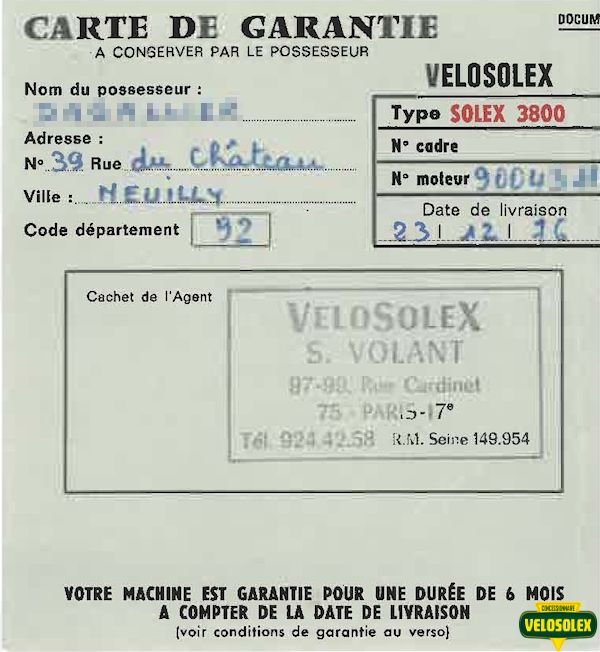 CARTE DE GARANTIE
DOCUM
A CONSERVER PAR LE POSSESSEUR
VELOSOLEX
Nom du possesseur :
Type SOLEX 3800
Adresse :
N° 39 Rue du Château
N° cadre
N° moteur
Ville : NEUILLY
Date de livraison
23 | 12 | 76
Code département 92
Cachet de l'Agent
VELOSOLEX
S. VOLANT
97-99, Rue Cardinet
75 - PARIS-17e
Tél. 924.42.58 R.M. Seine 149.954
VOTRE MACHINE EST GARANTIE POUR UNE DURÉE DE 6 MOIS
A COMPTER DE LA DATE DE LIVRAISON
(voir conditions de garantie au verso)
CONCESSIONNAIRE
VELOSOLEX